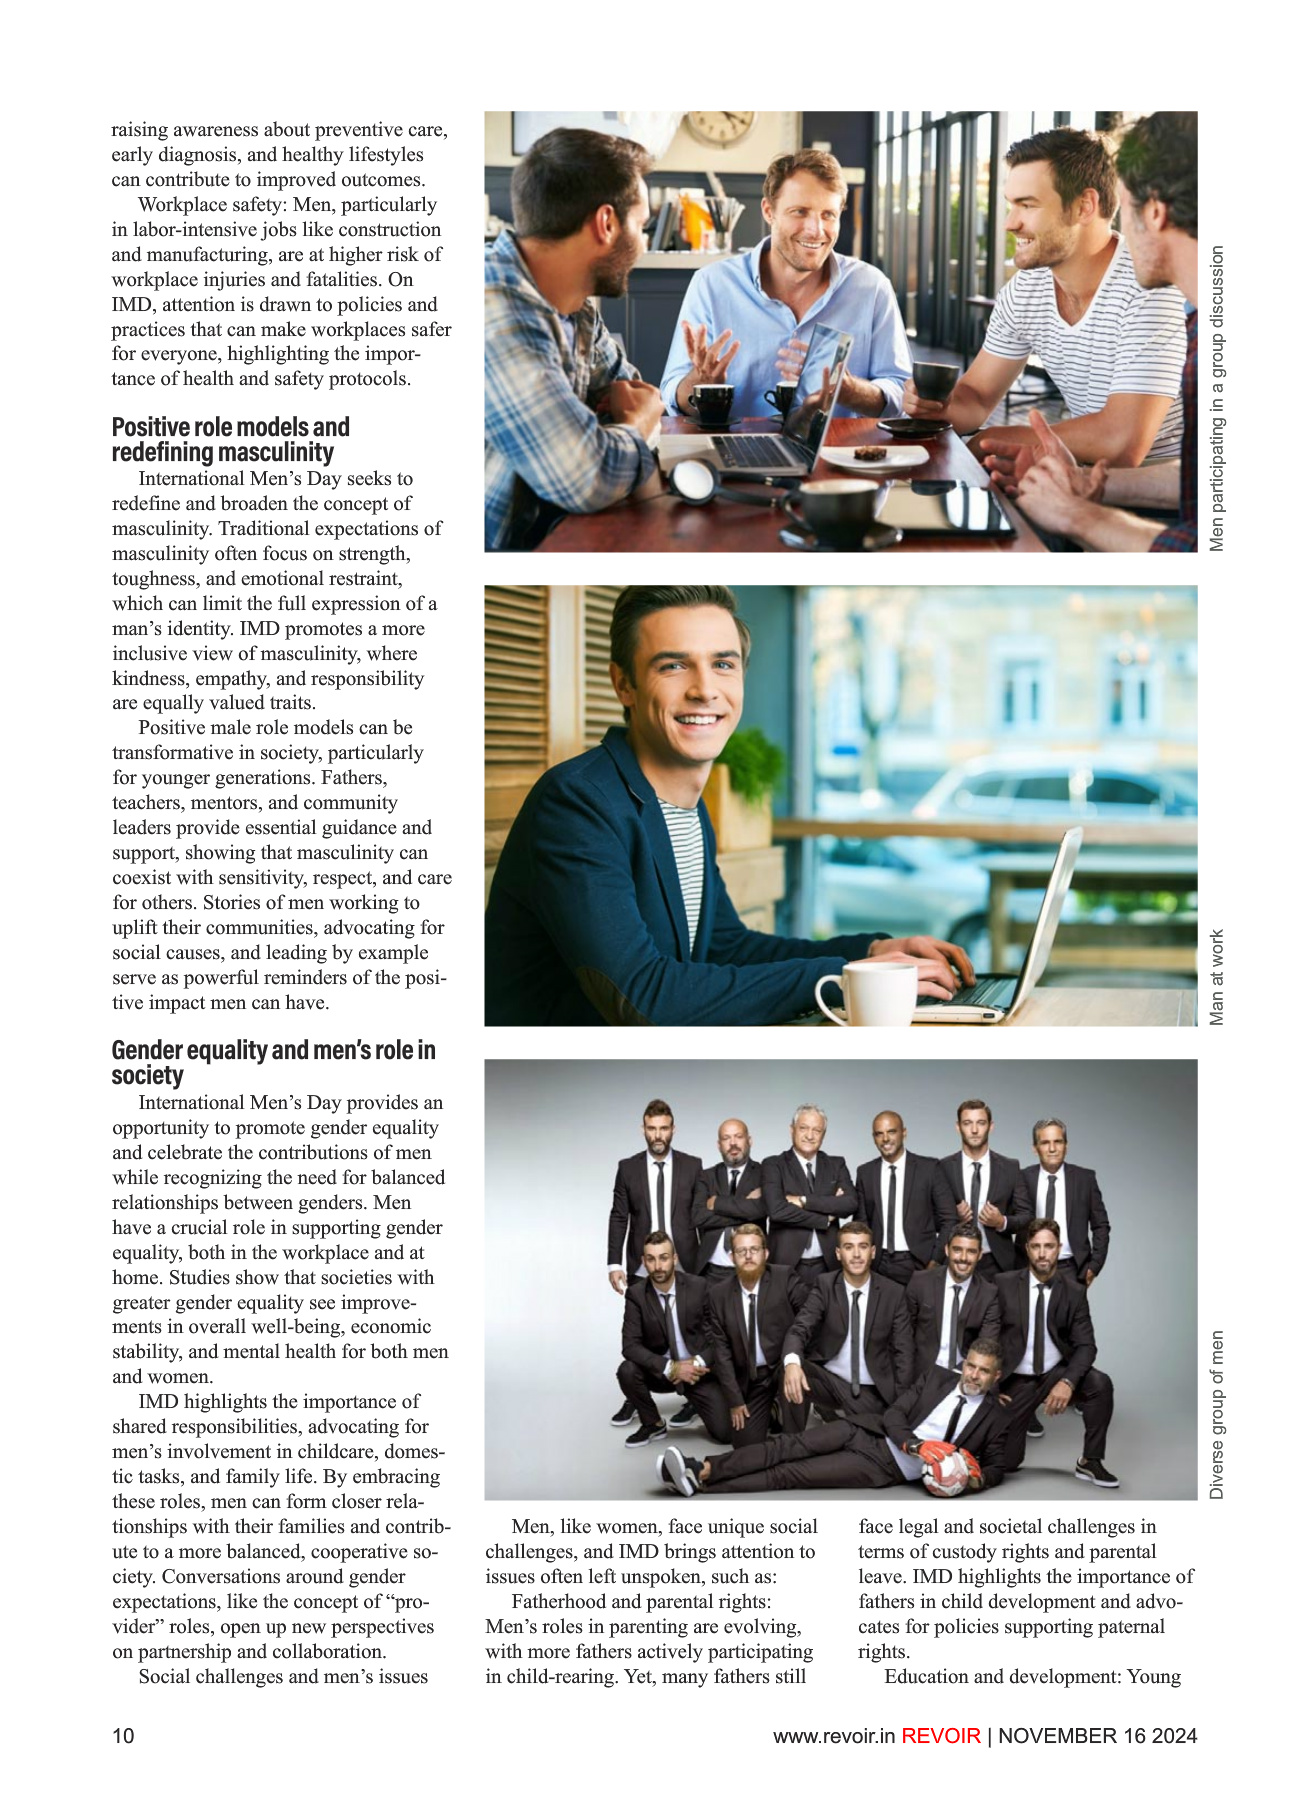 raising awareness about preventive care,
early diagnosis, and healthy lifestyles
can contribute to improved outcomes.
Workplace safety: Men, particularly
in labor-intensive jobs like construction
and manufacturing, are at higher risk of
workplace injuries and fatalities. On
IMD, attention is drawn to policies and
practices that can make workplaces safer
for everyone, highlighting the impor-
tance of health and safety protocols.
Positive role models and
redefining masculinity
International Men’s Day seeks to
redefine and broaden the concept of
masculinity. Traditional expectations of
masculinity often focus on strength,
toughness, and emotional restraint,
which can limit the full expression of a
man’s identity. IMD promotes a more
inclusive view of masculinity, where
kindness, empathy, and responsibility
are equally valued traits.
Positive male role models can be
transformative in society, particularly
for younger generations. Fathers,
teachers, mentors, and community
leaders provide essential guidance and
support, showing that masculinity can
coexist with sensitivity, respect, and care
for others. Stories of men working to
uplift their communities, advocating for
social causes, and leading by example
serve as powerful reminders of the posi-
tive impact men can have.
Gender equality and men’s role in
society
International Men’s Day provides an
opportunity to promote gender equality
and celebrate the contributions of men
while recognizing the need for balanced
relationships between genders. Men
have a crucial role in supporting gender
equality, both in the workplace and at
home. Studies show that societies with
greater gender equality see improve-
ments in overall well-being, economic
stability, and mental health for both men
and women.
IMD highlights the importance of
shared responsibilities, advocating for
men’s involvement in childcare, domes-
tic tasks, and family life. By embracing
these roles, men can form closer rela-
tionships with their families and contrib-
ute to a more balanced, cooperative so-
ciety. Conversations around gender
expectations, like the concept of “pro-
vider” roles, open up new perspectives
on partnership and collaboration.
Social challenges and men’s issues
Men participating in a group discussion
Man at work
Diverse group of men
Men, like women, face unique social
challenges, and IMD brings attention to
issues often left unspoken, such as:
Fatherhood and parental rights:
Men’s roles in parenting are evolving,
with more fathers actively participating
in child-rearing. Yet, many fathers still
face legal and societal challenges in
terms of custody rights and parental
leave. IMD highlights the importance of
fathers in child development and advo-
cates for policies supporting paternal
rights.
Education and development: Young
10
www.revoir.in REVOIR | NOVEMBER 16 2024